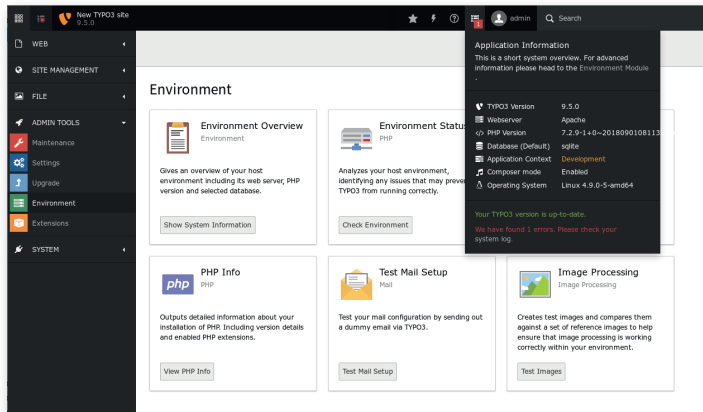 New TYPO3 site
9.5.0
1
admin
Search
WEB
SITE MANAGEMENT
FILE
ADMIN TOOLS
Maintenance
Settings
Upgrade
Environment
Extensions
SYSTEM
Environment
Environment Overview
Environment
Gives an overview of your host
environment including its web server, PHP
version and selected database.
Show System Information
Environment Status
PHP
Analyzes your host environment,
identifying any issues that may preve
TYPO3 from running correctly.
Check Environment
Application Information
This is a short system overview. For advanced
information please head to the Environment Module
.
TYPO3 Version 9.5.0
Webserver Apache
PHP Version 7.2.9-1+0~2018090108113
Database (Default) sqlite
Application Context Development
Composer mode Enabled
Operating System Linux 4.9.0-5-amd64
Your TYPO3 version is up-to-date.
We have found 1 errors. Please check your
system log.
php
PHP Info
PHP
Outputs detailed information about your
installation of PHP. Including version details
and enabled PHP extensions.
View PHP Info
Test Mail Setup
Mail
Test your mail configuration by sending out
a dummy email via TYPO3.
Test Mail Setup
Image Processing
Image Processing
Creates test images and compares them
against a set of reference images to help
ensure that image processing is working
correctly within your environment.
Test Images